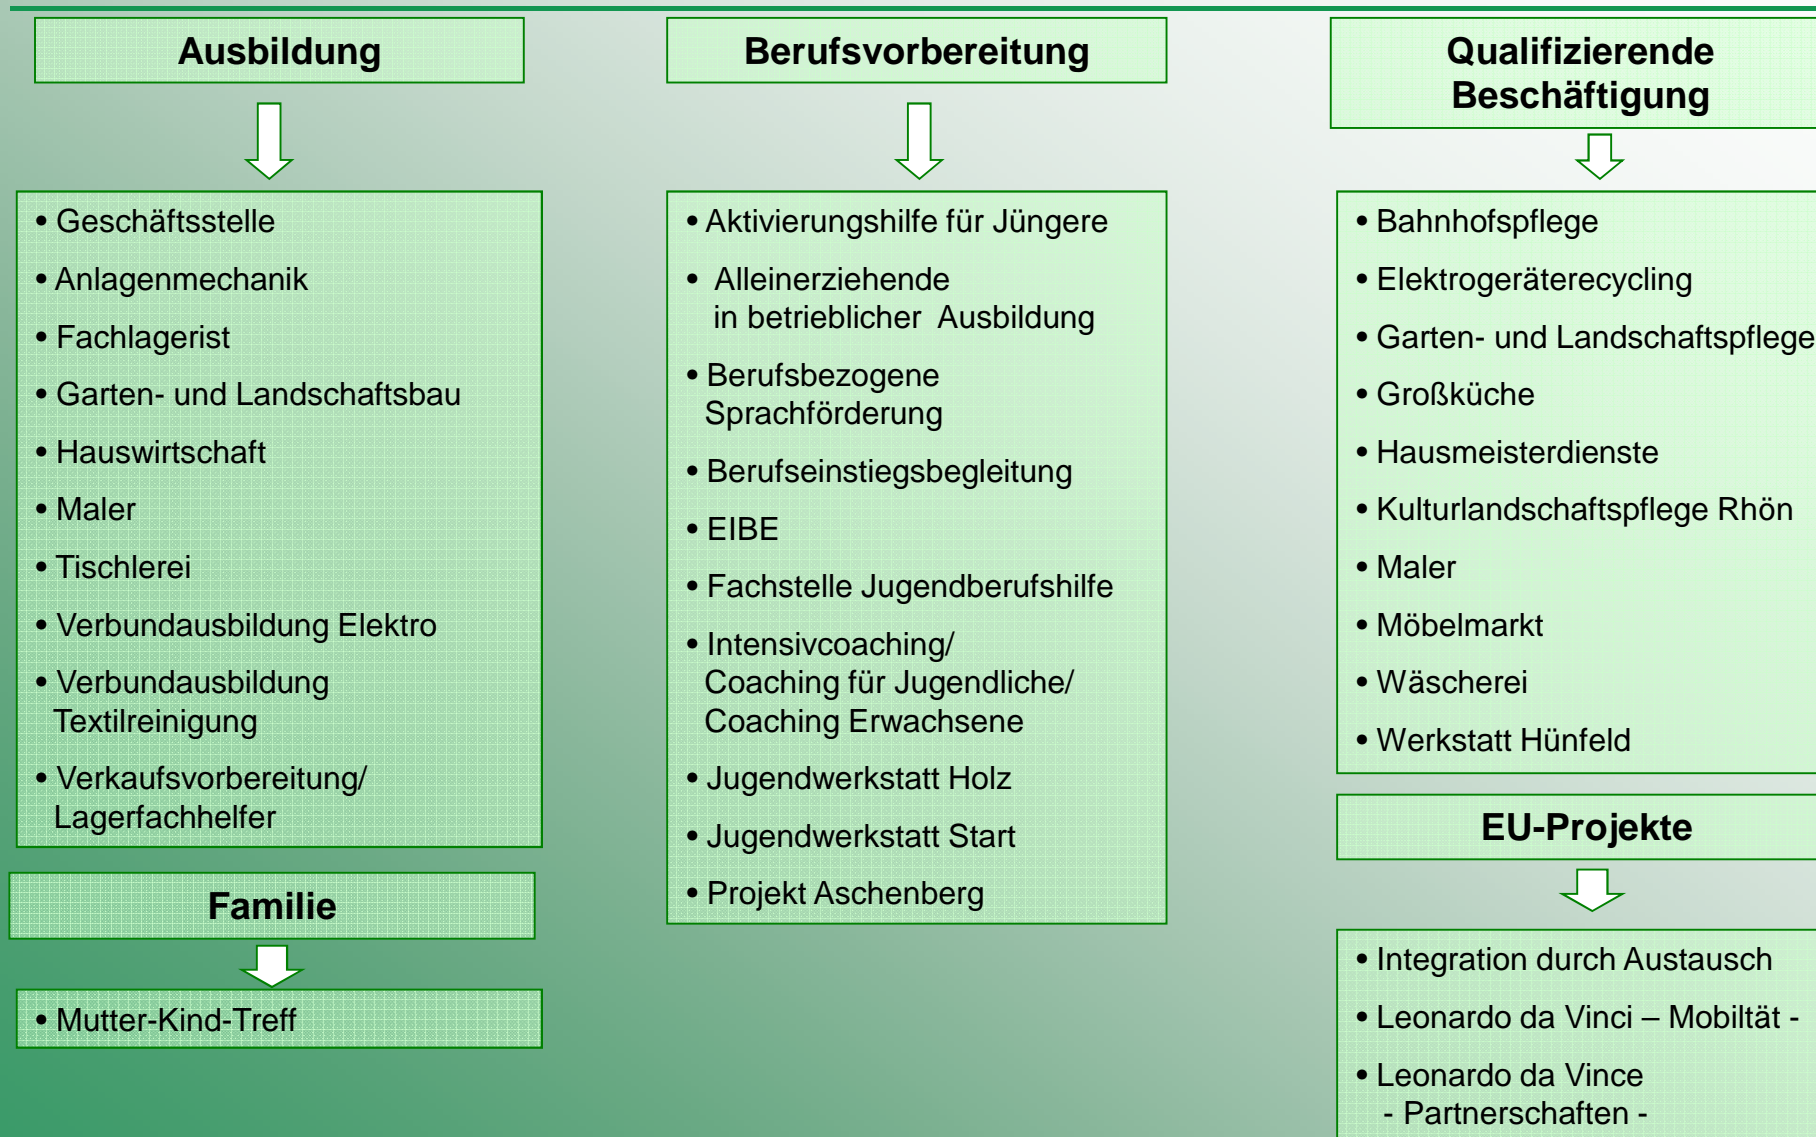 Ausbildung
• Geschäftsstelle
• Anlagenmechanik
• Fachlagerist
• Garten- und Landschaftsbau
• Hauswirtschaft
• Maler
• Tischlerei
• Verbundausbildung Elektro
• Verbundausbildung
Textilreinigung
• Verkaufsvorbereitung/
Lagerfachhelfer
Familie
• Mutter-Kind-Treff
Berufsvorbereitung
• Aktivierungshilfe für Jüngere
• Alleinerziehende
in betrieblicher Ausbildung
• Berufsbezogene
Sprachförderung
• Berufseinstiegsbegleitung
• EIBE
• Fachstelle Jugendberufshilfe
• Intensivcoaching/
Coaching für Jugendliche/
Coaching Erwachsene
• Jugendwerkstatt Holz
• Jugendwerkstatt Start
• Projekt Aschenberg
Qualifizierende
Beschäftigung
• Bahnhofspflege
• Elektrogeräterecycling
• Garten- und Landschaftspflege
• Großküche
• Hausmeisterdienste
• Kulturlandschaftspflege Rhön
• Maler
• Möbelmarkt
• Wäscherei
• Werkstatt Hünfeld
EU-Projekte
• Integration durch Austausch
• Leonardo da Vinci – Mobiltät -
• Leonardo da Vince
- Partnerschaften -